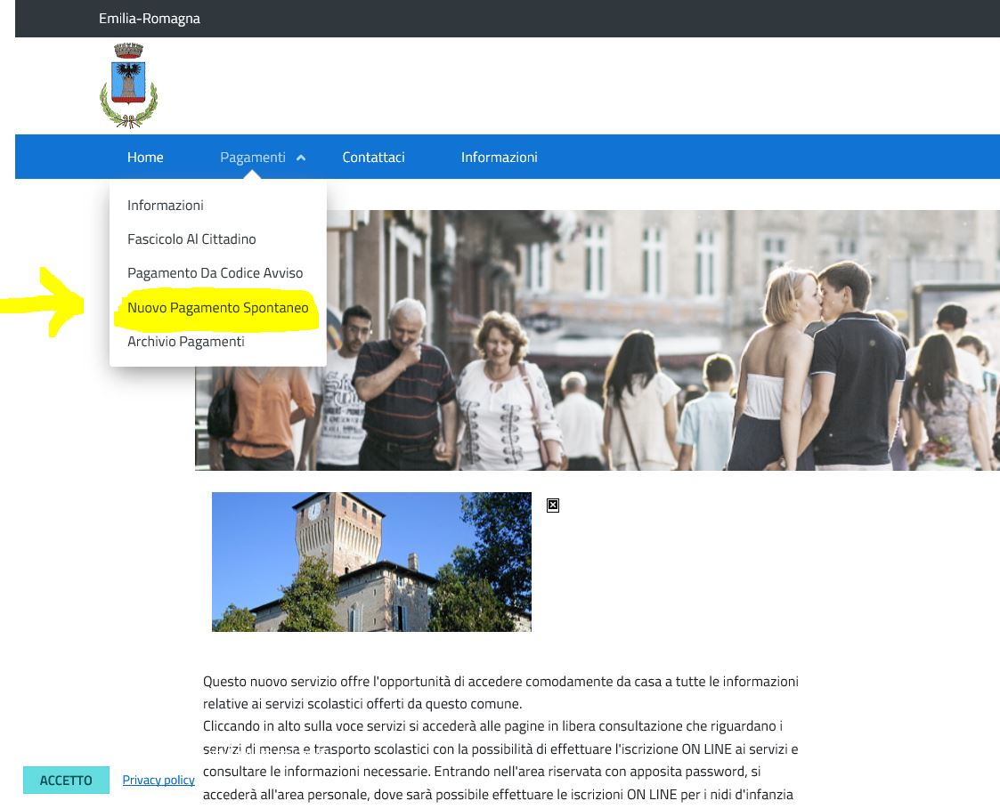 Emilia-Romagna
Home
Pagamenti
Contattaci
Informazioni
Informazioni
Fascicolo Al Cittadino
Pagamento Da Codice Avviso
Nuovo Pagamento Spontaneo
Archivio Pagamenti
Questo nuovo servizio offre l'opportunità di accedere comodamente da casa a tutte le informazioni
relative ai servizi scolastici offerti da questo comune.
Cliccando in alto sulla voce servizi si accederà alle pagine in libera consultazione che riguardano i
servizi di mensa e trasporto scolastici con la possibilità di effettuare l'iscrizione ON LINE ai servizi e
consultare le informazioni necessarie. Entrando nell'area riservata con apposita password, si
accederà all'area personale, dove sarà possibile effettuare le iscrizioni ON LINE per i nidi d'infanzia
ACCETTO
Privacy policy